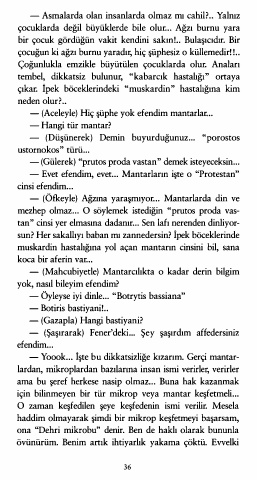 — Asmalarda olan insanlarda olmaz mı cahil?.. Yalnız
çocuklarda değil büyüklerde bile olur... Ağzı burnu yara
bir çocuk gördüğün vakit kendini sakın!.. Bulaşıcıdır. Bir
çocuğun ki ağzı burnu yaradır, hiç şüphesiz o küllemedir!!..
Çoğunlukla emzikle büyütülen çocuklarda olur. Anaları
tembel, dikkatsiz bulunur, "kabarcık hastalığı" ortaya
çıkar. İpek böceklerindeki "muskardin" hastalığına kim
neden olur?..
— (Aceleyle) Hiç şüphe yok efendim mantarlar...
— Hangi tür mantar?
— (Düşünerek) Demin buyurduğunuz... "porostos
ustornokos" türü...
— (Gülerek) "prutos proda vastan" demek isteyeceksin...
— Evet efendim, evet... Mantarların işte o "Protestan"
cinsi efendim...
— (Öfkeyle) Ağzına yaraşmıyor... Mantarlarda din ve
mezhep olmaz... O söylemek istediğin "prutos proda vas-
tan" cinsi yer elmasına dadanır... Sen lafı nerenden dinliyor-
sun? Her sakallıyı baban mı zannedersin? İpek böceklerinde
muskardin hastalığına yol açan mantarın cinsini bil, sana
koca bir aferin var...
— (Mahcubiyetle) Mantarcılıkta o kadar derin bilgim
yok, nasıl bileyim efendim?
— Öyleyse iyi dinle... "Botrytis bassiana"
— Botiris bastiyani!..
— (Gazapla) Hangi bastiyani?
— (Şaşırarak) Fener'deki... Şey şaşırdım affedersiniz
efendim...
— Yoook... İşte bu dikkatsizliğe kızarım. Gerçi mantar-
lardan, mikroplardan bazılarına insan ismi verirler, verirler
ama bu şeref herkese nasip olmaz... Buna hak kazanmak
için bilinmeyen bir tür mikrop veya mantar keşfetmeli...
O zaman keşfedilen şeye keşfedenin ismi verilir. Mesela
haddim olmayarak şimdi bir mikrop keşfetmeyi başarsam,
ona "Dehri mikrobu" denir. Ben de haklı olarak bununla
övünürüm. Benim artık ihtiyarlık yakama çöktü. Evvelki
36